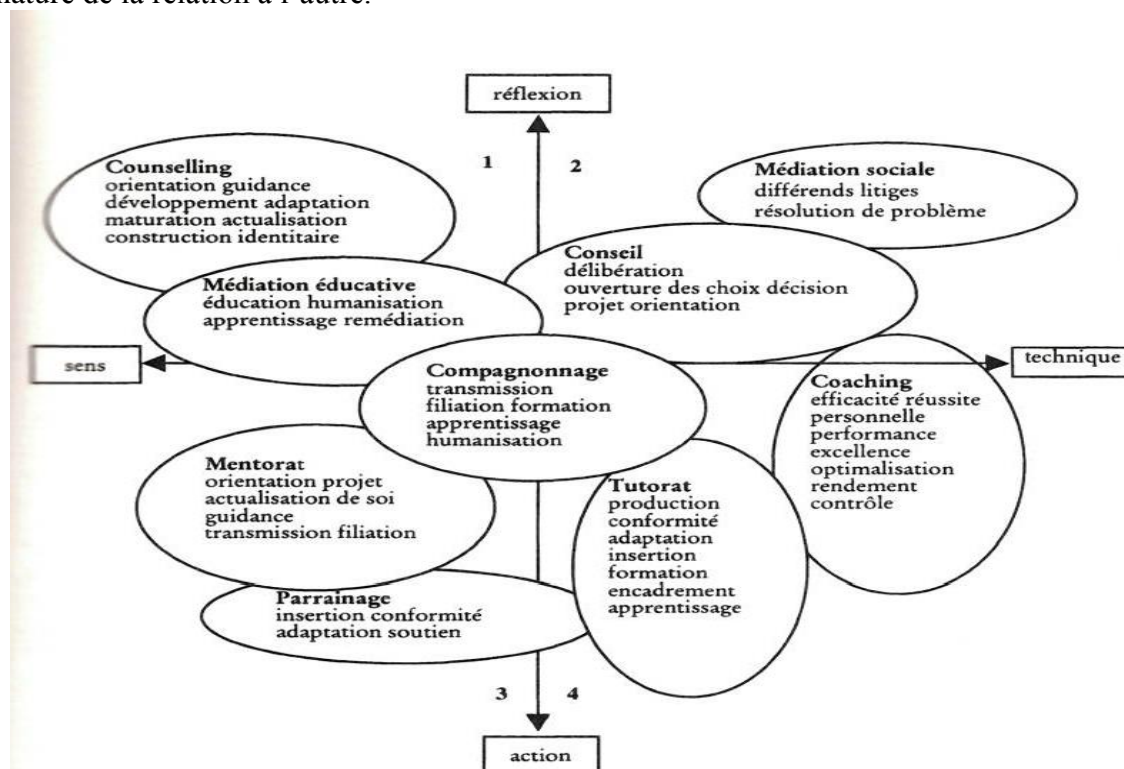 nature de la relation à l'autre.
réflexion
1
2
Counselling
orientation guidance
développement adaptation
maturation actualisation
construction identitaire
Médiation sociale
différends litiges
résolution de problème
Conseil
délibération
ouverture des choix décision
projet orientation
Médiation éducative
éducation humanisation
apprentissage remédiation
sens
technique
Compagnonnage
transmission
filiation formation
apprentissage
humanisation
Coaching
efficacité réussite
personnelle
performance
excellence
optimalisation
rendement
contrôle
Mentorat
orientation projet
actualisation de soi
guidance
transmission filiation
Tutorat
production
conformité
adaptation
insertion
formation
encadrement
apprentissage
Parrainage
insertion conformité
adaptation soutien
3
4
action